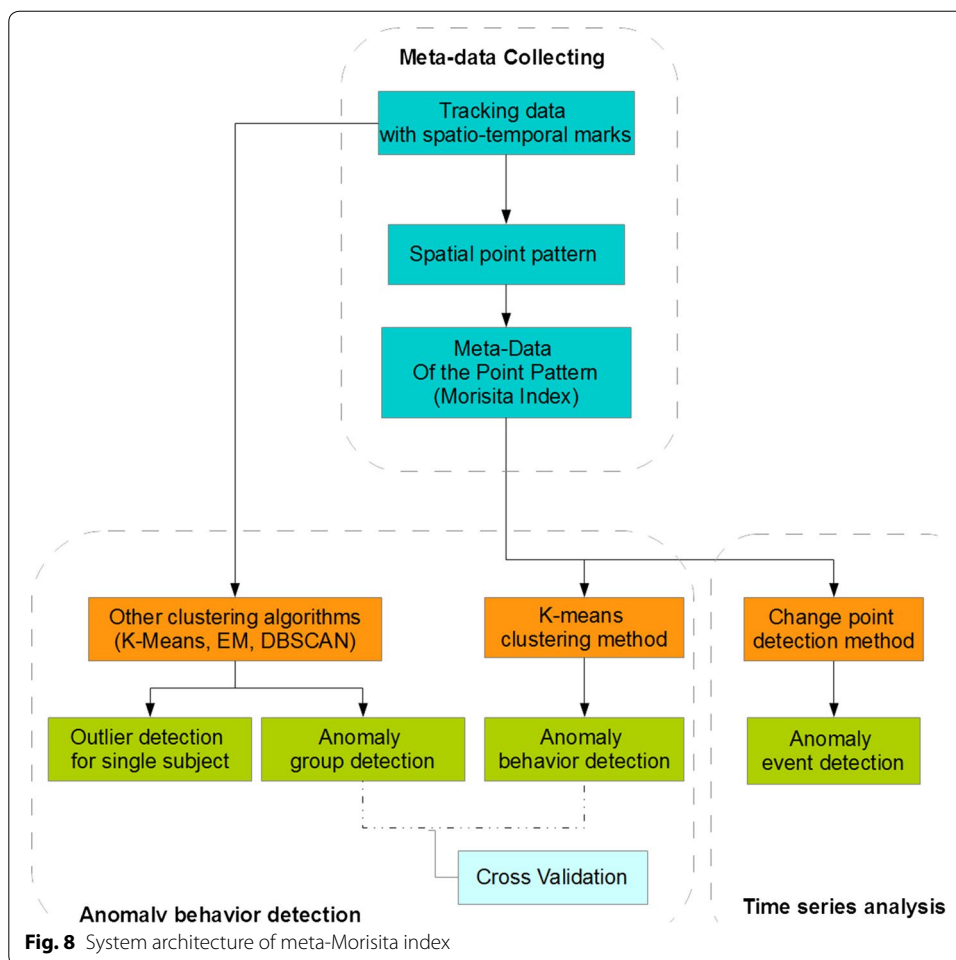 Meta-data Collecting
Tracking data
with spatio-temporal marks
Spatial point pattern
Meta-Data
Of the Point Pattern
(Morisita Index)
Other clustering algorithms
(K-Means, EM, DBSCAN)
K-means
clustering method
Change point
detection method
Outlier detection
for single subject
Anomaly
group detection
Anomaly
behavior detection
Anomaly
event detection
Cross Validation
Anomaly behavior detection
Time series analysis
Fig. 8 System architecture of meta-Morisita index